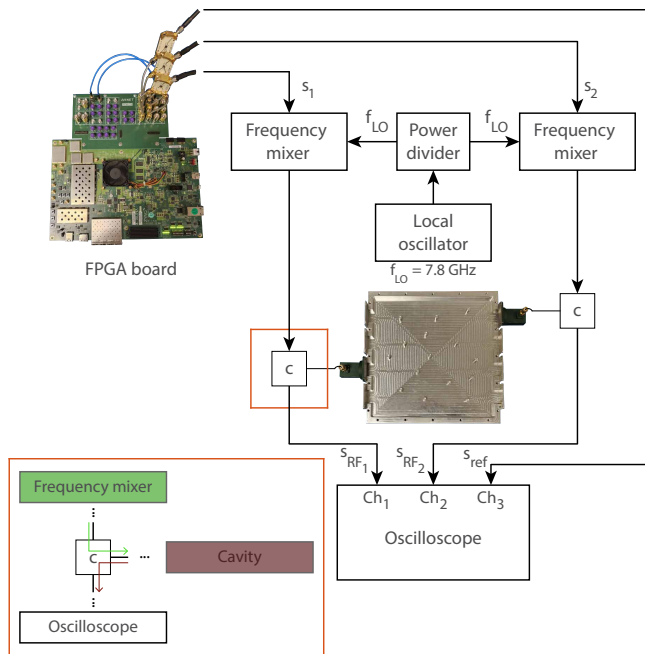 s1
s2
fLO
fLO
Frequency
mixer
Power
divider
Frequency
mixer
Local
oscillator
fLO = 7.8 GHz
FPGA board
c
c
sRF1
sRF2
sref
Ch1
Ch2
Ch3
Oscilloscope
Frequency mixer
c
...
Cavity
Oscilloscope